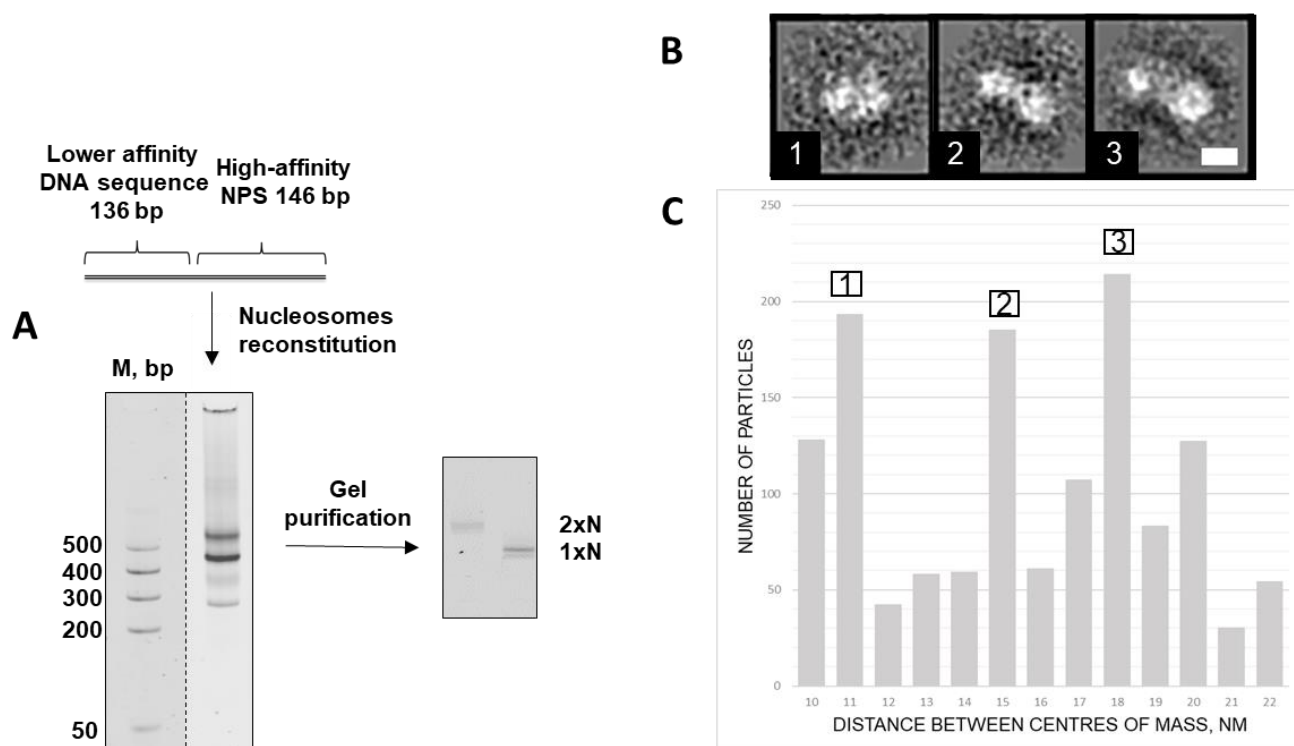 Lower affinity
DNA sequence
136 bp
High-affinity
NPS 146 bp
A
Nucleosomes
reconstitution
M, bp
500
400
300
200
50
Gel
purification
2xN
1xN
B
1
2
3
C
NUMBER OF PARTICLES
250
200
150
100
50
0
1
2
3
10 11 12 13 14 15 16 17 18 19 20 21 22
DISTANCE BETWEEN CENTRES OF MASS, NM